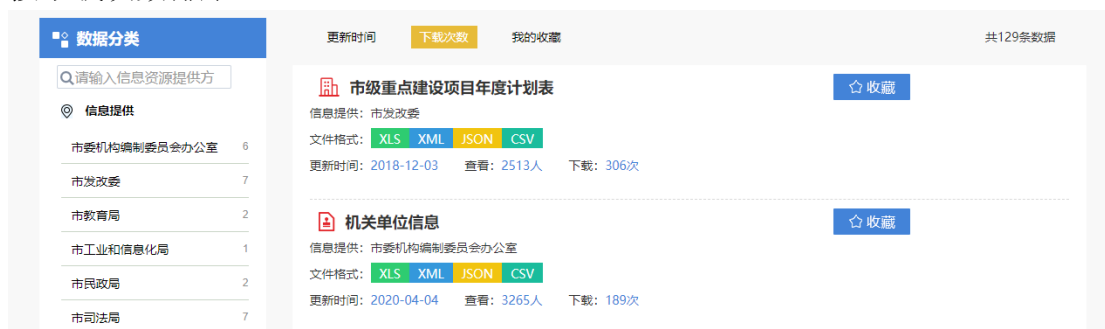 数据分类
请输入信息资源提供方
信息提供
市委机构编制委员会办公室 6
市发改委 7
市教育局 2
市工业和信息化局 1
市民政局 2
市司法局 7
更新时间 下载次数 我的收藏 共129条数据
市级重点建设项目年度计划表 收藏
信息提供：市发改委
文件格式： XLS XML JSON CSV
更新时间：2018-12-03 查看：2513人 下载：306次
机关单位信息 收藏
信息提供：市委机构编制委员会办公室
文件格式： XLS XML JSON CSV
更新时间：2020-04-04 查看：3265人 下载：189次